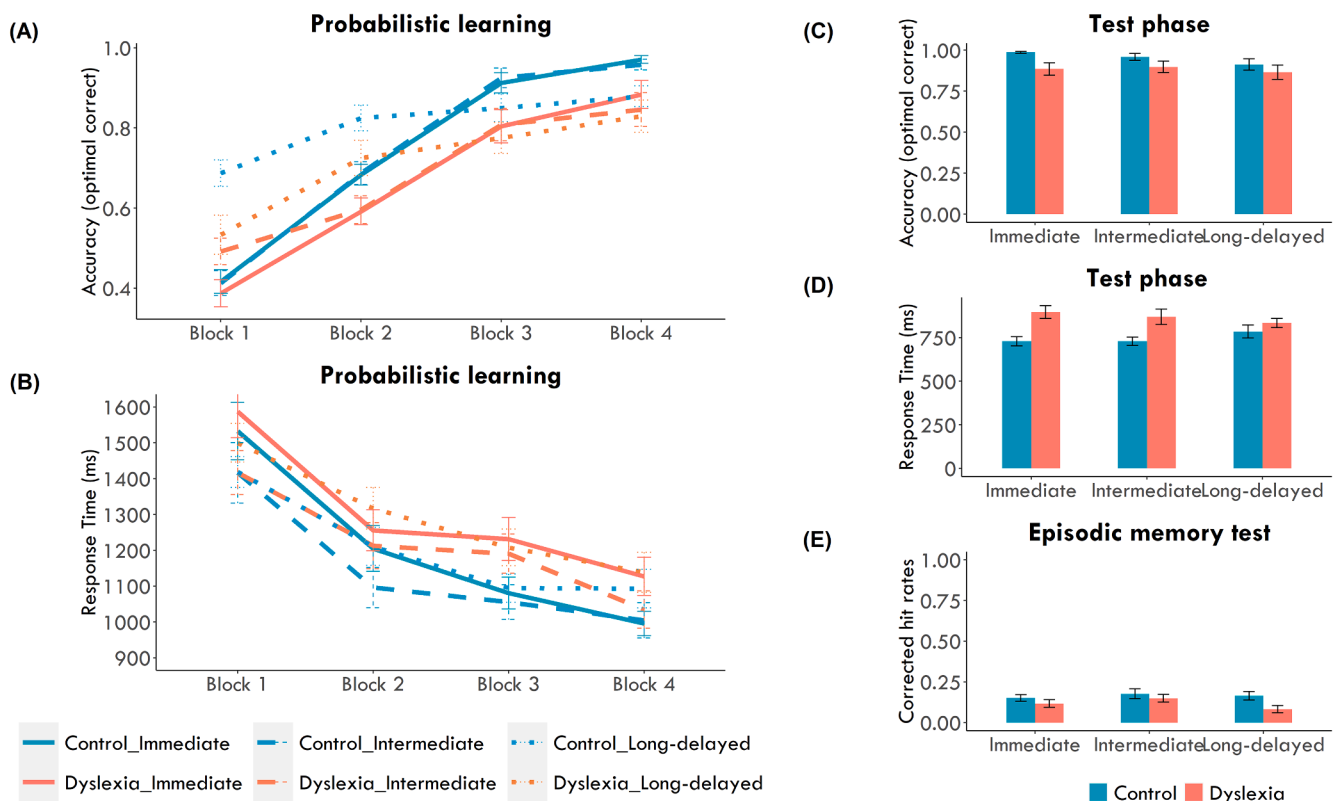 (A)
Probabilistic learning
Accuracy (optimal correct)
1.0
0.8
0.6
0.4
Block 1 Block 2 Block 3 Block 4
(B)
Probabilistic learning
Response Time (ms)
1600
1500
1400
1300
1200
1100
1000
900
Block 1 Block 2 Block 3 Block 4
Control_Immediate Control_Intermediate Control_Long-delayed
Dyslexia_Immediate Dyslexia_Intermediate Dyslexia_Long-delayed
(C)
Test phase
Accuracy (optimal correct)
1.00
0.75
0.50
0.25
0.00
Immediate Intermediate Long-delayed
(D)
Test phase
Response Time (ms)
750
500
250
0
Immediate Intermediate Long-delayed
(E)
Episodic memory test
Corrected hit rates
1.00
0.75
0.50
0.25
0.00
Immediate Intermediate Long-delayed
Control Dyslexia